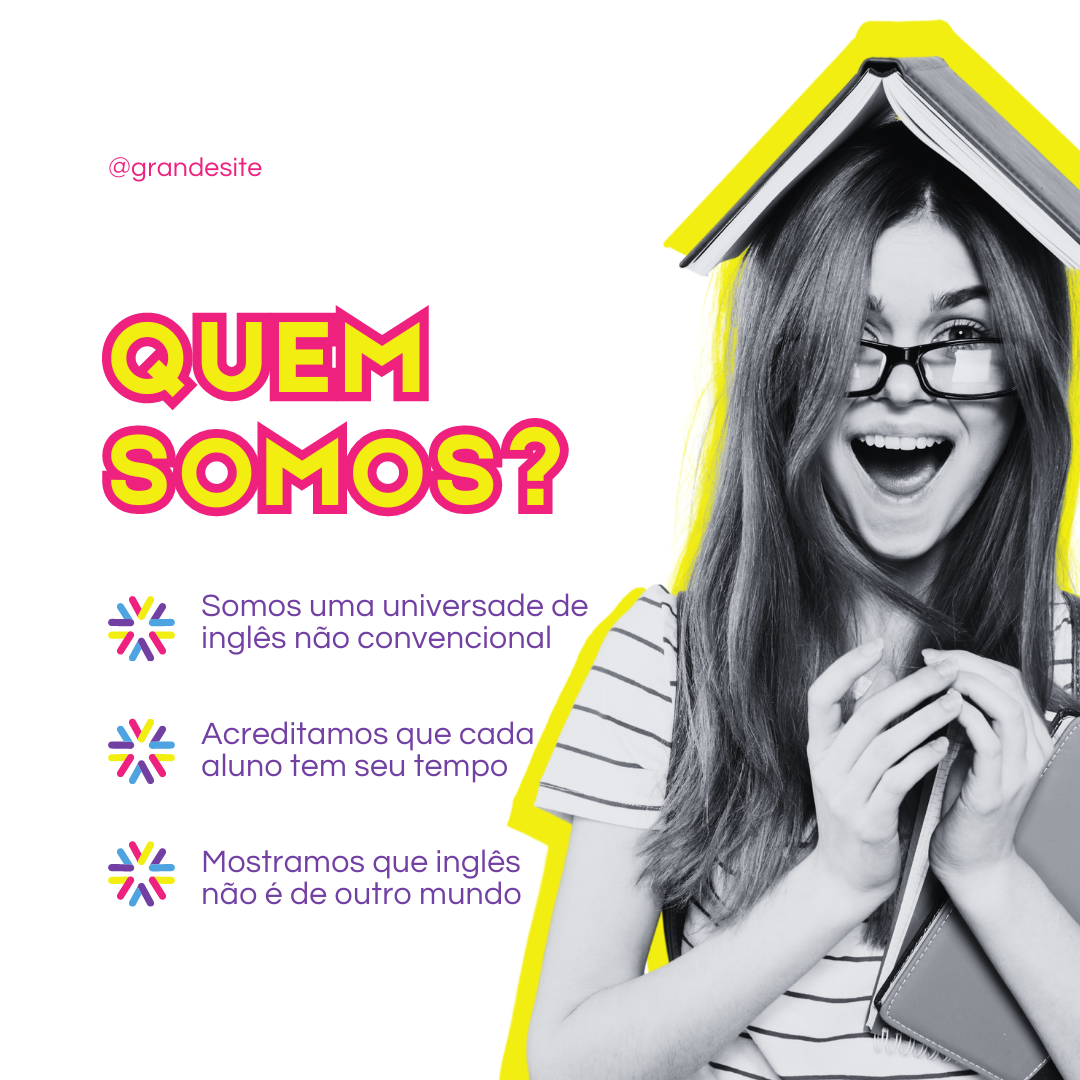 @grandesite
QUEM
SOMOS?
Somos uma universade de
inglês não convencional
Acreditamos que cada
aluno tem seu tempo
Mostramos que inglês
não é de outro mundo